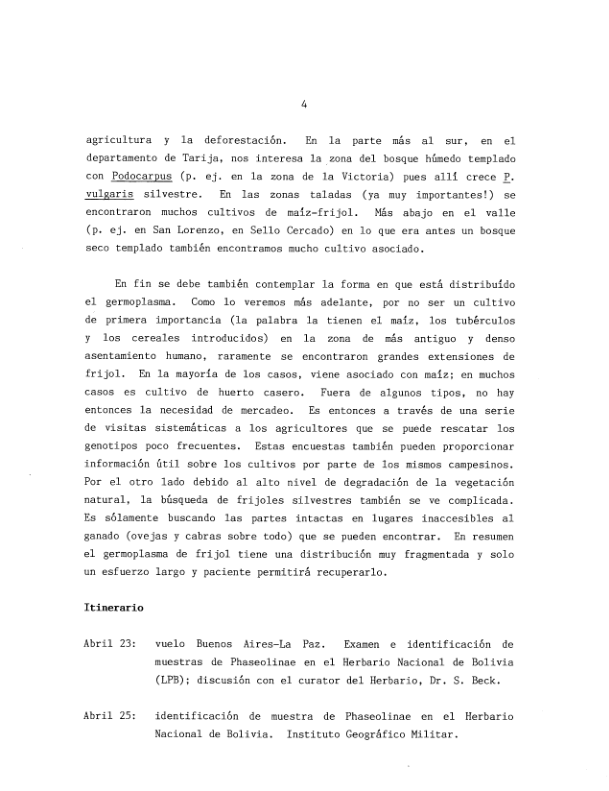 4
agricultura y la deforestación. En la parte más al sur, en el
departamento de Tarija, nos interesa la zona del bosque húmedo templado
con Podocarpus (p. ej. en la zona de la Victoria) pues allí crece P.
vulgaris silvestre. En las zonas taladas (ya muy importantes!) se
encontraron muchos cultivos de maíz-frijol. Más abajo en el valle
(p. ej. en San Lorenzo, en Sello Cercado) en lo que era antes un bosque
seco templado también encontramos mucho cultivo asociado.
En fin se debe también contemplar la forma en que está distribuído
el germoplasma. Como lo veremos más adelante, por no ser un cultivo
de primera importancia (la palabra la tienen el maíz, los tubérculos
y los cereales introducidos) en la zona de más antiguo y denso
asentamiento humano, raramente se encontraron grandes extensiones de
frijol. En la mayoría de los casos, viene asociado con maíz; en muchos
casos es cultivo de huerto casero. Fuera de algunos tipos, no hay
entonces la necesidad de mercadeo. Es entonces a través de una serie
de visitas sistemáticas a los agricultores que se puede rescatar los
genotipos poco frecuentes. Estas encuestas también pueden proporcionar
información útil sobre los cultivos por parte de los mismos campesinos.
Por el otro lado debido al alto nivel de degradación de la vegetación
natural, la búsqueda de frijoles silvestres también se ve complicada.
Es sólamente buscando las partes intactas en lugares inaccesibles al
ganado (ovejas y cabras sobre todo) que se pueden encontrar. En resumen
el germoplasma de frijol tiene una distribución muy fragmentada y solo
un esfuerzo largo y paciente permitirá recuperarlo.
Itinerario
Abril 23: vuelo Buenos Aires-La Paz. Examen e identificación de
muestras de Phaseolinae en el Herbario Nacional de Bolivia
(LPB); discusión con el curator del Herbario, Dr. S. Beck.
Abril 25: identificación de muestra de Phaseolinae en el Herbario
Nacional de Bolivia. Instituto Geográfico Militar.